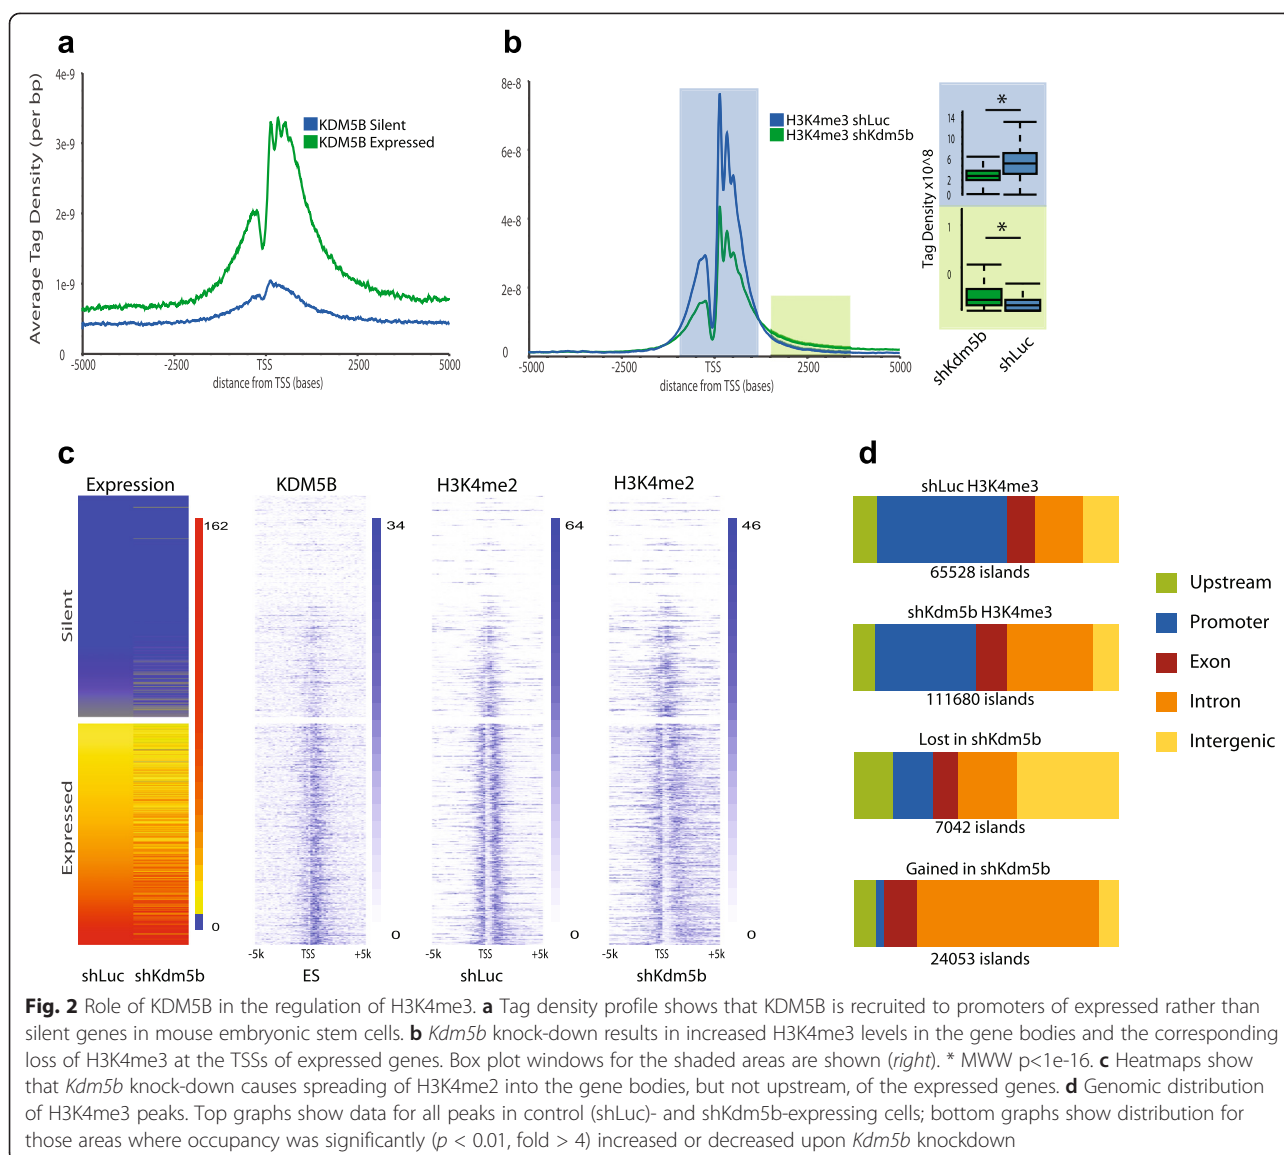 a
Average Tag Density (per bp)
4e-9
3e-9
2e-9
1e-9
0
KDM5B Silent
KDM5B Expressed
-5000
-2500
TSS
2500
5000
distance from TSS (bases)
b
8e-8
6e-8
4e-8
2e-8
0
H3K4me3 shLuc
H3K4me3 shKdm5b
-5000
-2500
TSS
2500
5000
distance from TSS (bases)
Tag Density x10^8
14
10
6
2
0
*
1
0
*
shKdm5b
shLuc
c
Expression
KDM5B
H3K4me2
H3K4me2
162
34
64
46
Silent
Expressed
0
0
0
0
-5k TSS +5k
-5k TSS +5k
-5k TSS +5k
shLuc shKdm5b
ES
shLuc
shKdm5b
d
shLuc H3K4me3
65528 islands
shKdm5b H3K4me3
111680 islands
Lost in shKdm5b
7042 islands
Gained in shKdm5b
24053 islands
Upstream
Promoter
Exon
Intron
Intergenic
Fig. 2 Role of KDM5B in the regulation of H3K4me3. a Tag density profile shows that KDM5B is recruited to promoters of expressed rather than
silent genes in mouse embryonic stem cells. b Kdm5b knock-down results in increased H3K4me3 levels in the gene bodies and the corresponding
loss of H3K4me3 at the TSSs of expressed genes. Box plot windows for the shaded areas are shown (right). * MWW p<1e-16. c Heatmaps show
that Kdm5b knock-down causes spreading of H3K4me2 into the gene bodies, but not upstream, of the expressed genes. d Genomic distribution
of H3K4me3 peaks. Top graphs show data for all peaks in control (shLuc)- and shKdm5b-expressing cells; bottom graphs show distribution for
those areas where occupancy was significantly (p < 0.01, fold > 4) increased or decreased upon Kdm5b knockdown